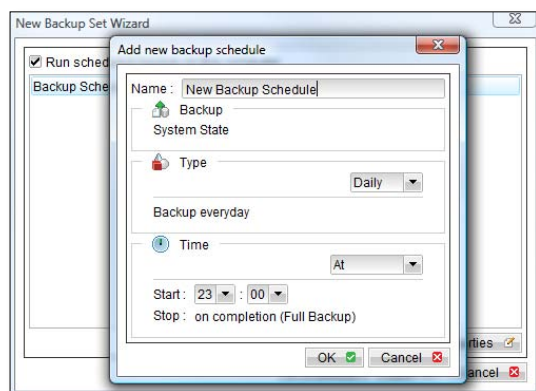 New Backup Set Wizard
Add new backup schedule
Run sched
Backup Sche
Name : New Backup Schedule
Backup
System State
Type
Daily
Backup everyday
Time
At
Start : 23 : 00
Stop : on completion (Full Backup)
rties
OK Cancel
ancel